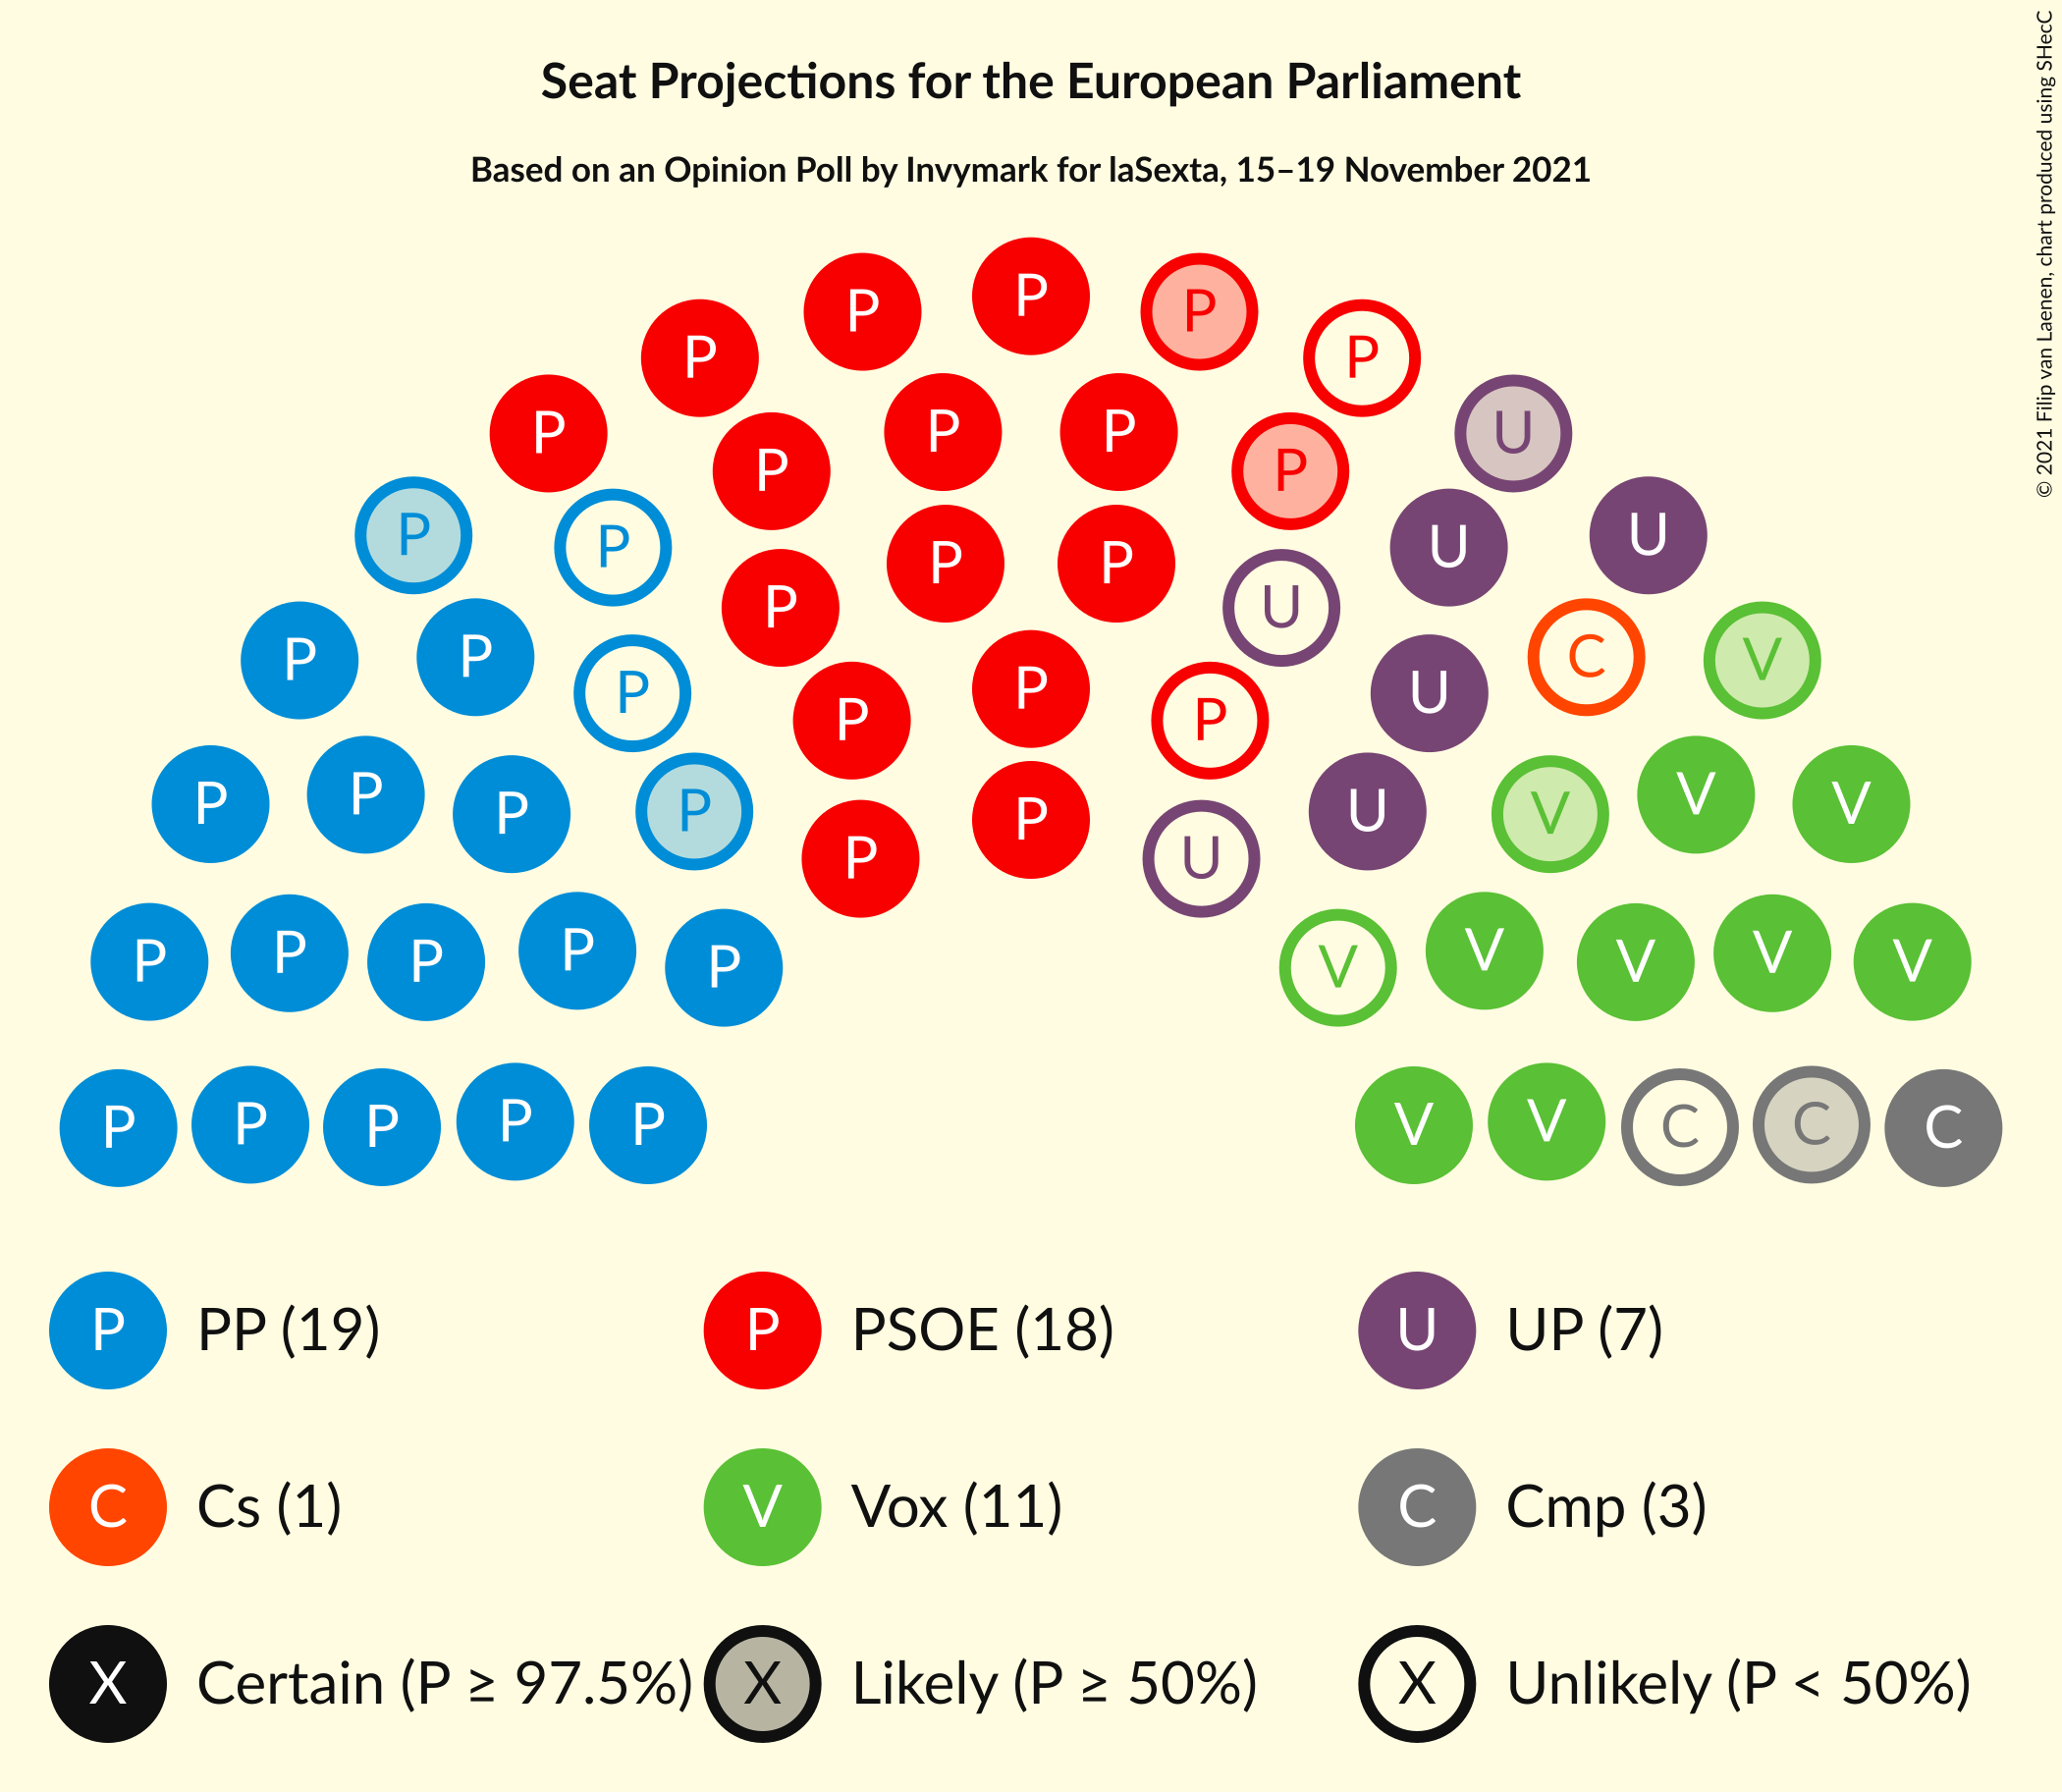 Seat Projections for the European Parliament
Based on an Opinion Poll by Invymark for laSexta, 15–19 November 2021
© 2021 Filip van Laenen, chart produced using SHecC
P P P
P P
P P P U
P P
P P U U
P P
P U
P P C V
P P U
P P
P P P P U V V V
P
P U
P P P P P V V V V V
P P P P P V V C C C
P PP (19)
P PSOE (18)
U UP (7)
C Cs (1)
V Vox (11)
C Cmp (3)
X Certain (P ≥ 97.5%)
X Likely (P ≥ 50%)
X Unlikely (P < 50%)